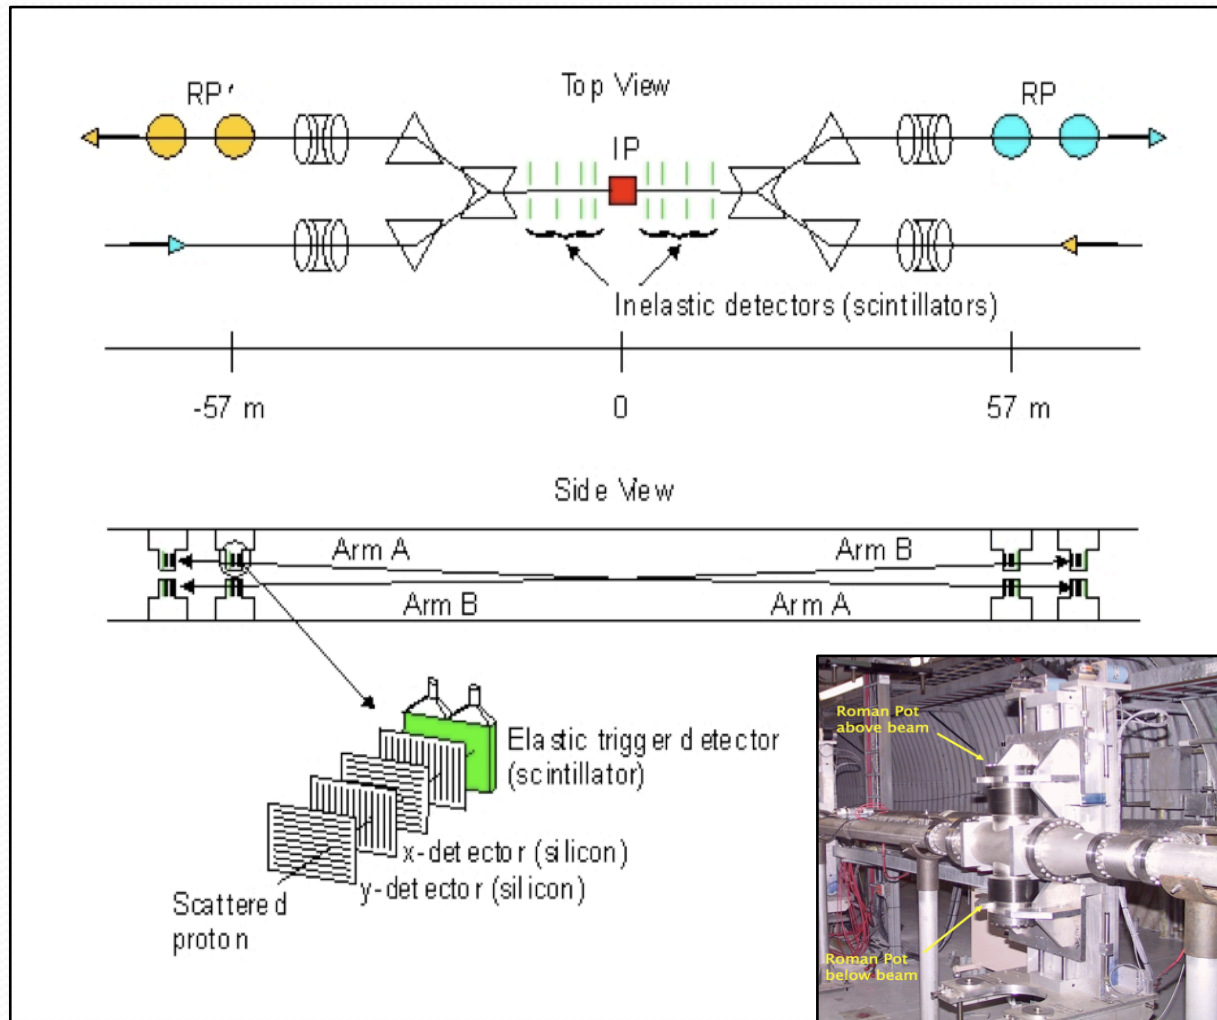 Top View
RP'
RP
IP
Inelastic detectors (scintillators)
-57 m
0
57 m
Side View
Arm A
Arm B
Arm B
Arm A
Elastic trigger detector
(scintillator)
x-detector (silicon)
y-detector (silicon)
Scattered
proton
Roman Pot
above beam
Roman Pot
below beam